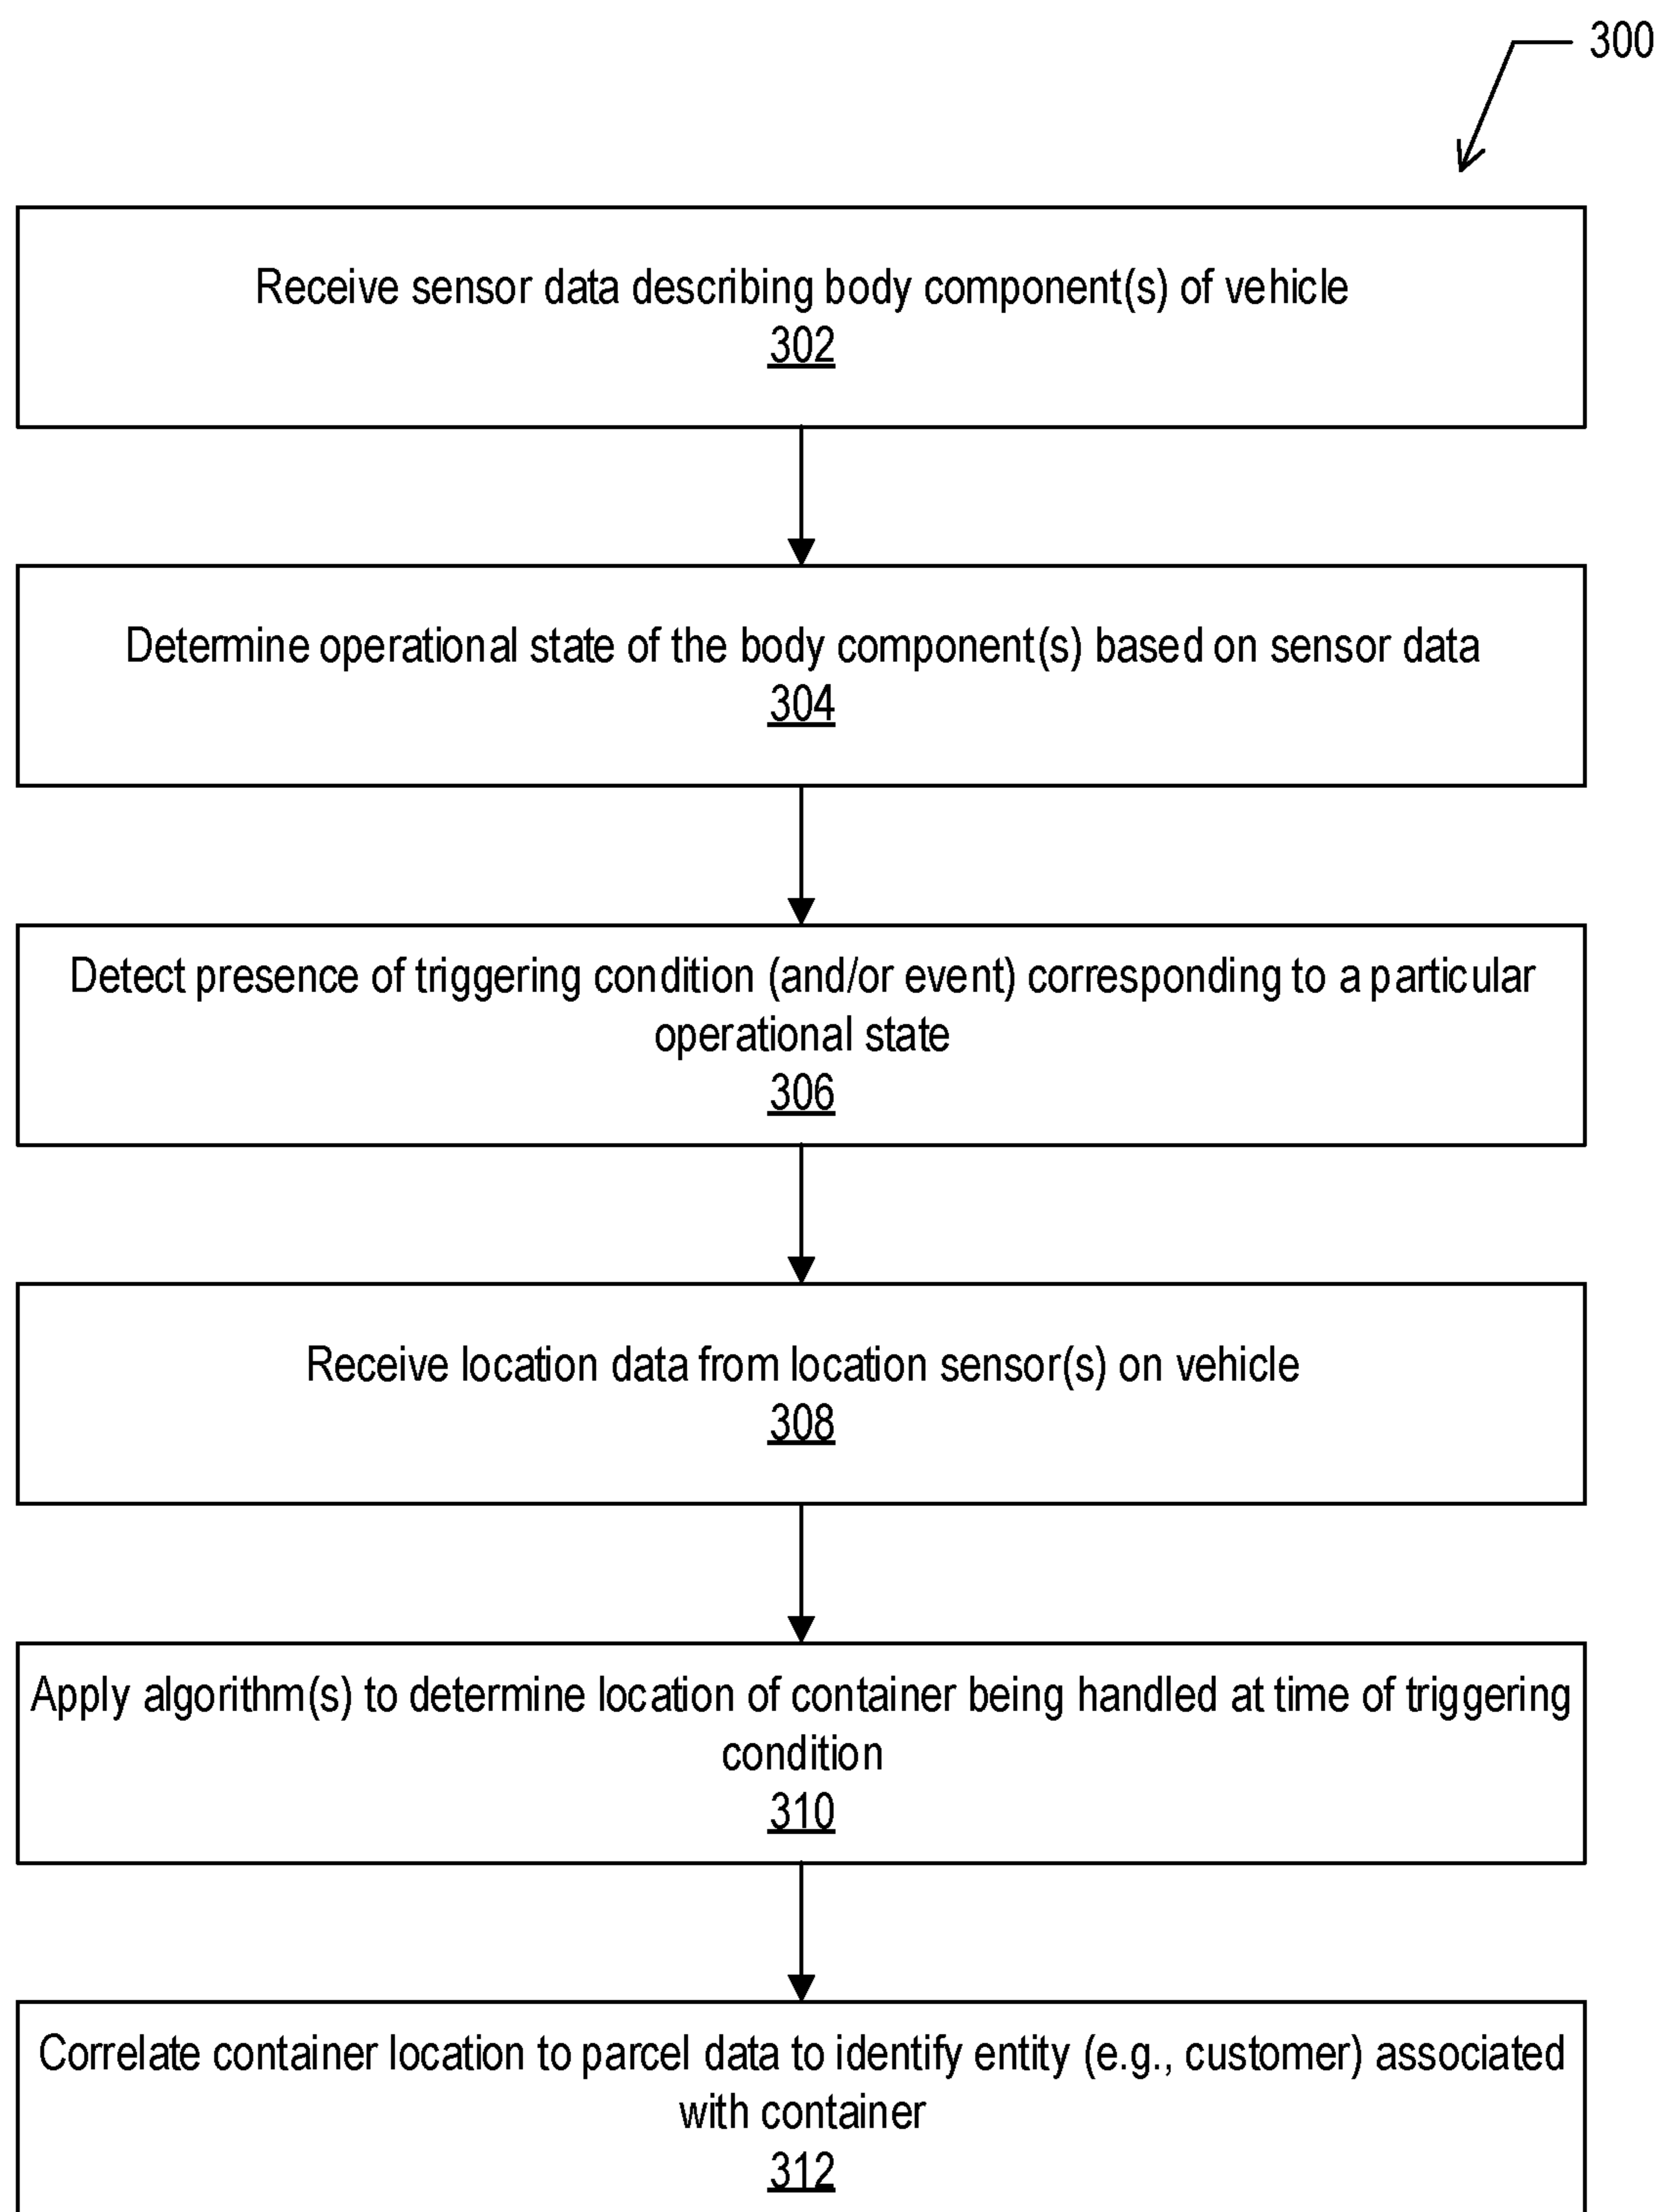 300
Receive sensor data describing body component(s) of vehicle
302
Determine operational state of the body component(s) based on sensor data
304
Detect presence of triggering condition (and/or event) corresponding to a particular
operational state
306
Receive location data from location sensor(s) on vehicle
308
Apply algorithm(s) to determine location of container being handled at time of triggering
condition
310
Correlate container location to parcel data to identify entity (e.g., customer) associated
with container
312